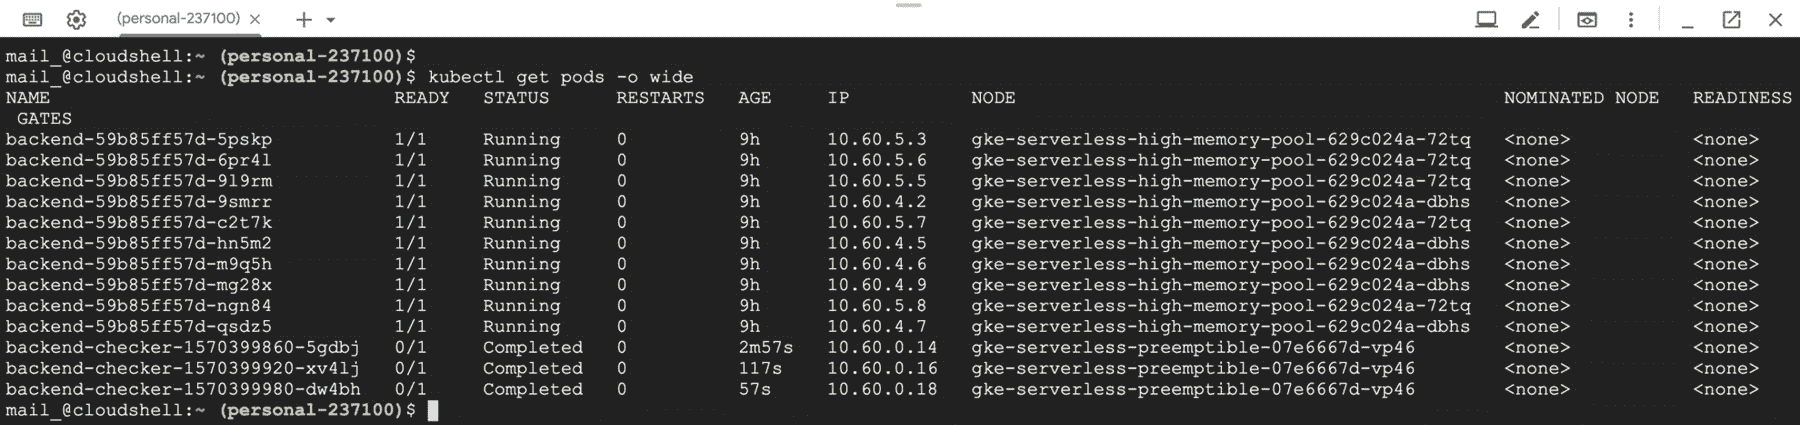 (personal-237100)
mail_@cloudshell:~ (personal-237100)$
mail_@cloudshell:~ (personal-237100)$ kubectl get pods -o wide
NAME READY STATUS RESTARTS AGE IP NODE NOMINATED NODE READINESS
GATES
backend-59b85ff57d-5pskp 1/1 Running 0 9h 10.60.5.3 gke-serverless-high-memory-pool-629c024a-72tq <none> <none>
backend-59b85ff57d-6pr4l 1/1 Running 0 9h 10.60.5.6 gke-serverless-high-memory-pool-629c024a-72tq <none> <none>
backend-59b85ff57d-9l9rm 1/1 Running 0 9h 10.60.5.5 gke-serverless-high-memory-pool-629c024a-72tq <none> <none>
backend-59b85ff57d-9smrr 1/1 Running 0 9h 10.60.4.2 gke-serverless-high-memory-pool-629c024a-dbhs <none> <none>
backend-59b85ff57d-c2t7k 1/1 Running 0 9h 10.60.5.7 gke-serverless-high-memory-pool-629c024a-72tq <none> <none>
backend-59b85ff57d-hn5m2 1/1 Running 0 9h 10.60.4.5 gke-serverless-high-memory-pool-629c024a-dbhs <none> <none>
backend-59b85ff57d-m9q5h 1/1 Running 0 9h 10.60.4.6 gke-serverless-high-memory-pool-629c024a-dbhs <none> <none>
backend-59b85ff57d-mg28x 1/1 Running 0 9h 10.60.4.9 gke-serverless-high-memory-pool-629c024a-dbhs <none> <none>
backend-59b85ff57d-ngn84 1/1 Running 0 9h 10.60.5.8 gke-serverless-high-memory-pool-629c024a-72tq <none> <none>
backend-59b85ff57d-qsdz5 1/1 Running 0 9h 10.60.4.7 gke-serverless-high-memory-pool-629c024a-dbhs <none> <none>
backend-checker-1570399860-5gdbj 0/1 Completed 0 2m57s 10.60.0.14 gke-serverless-preemptible-07e6667d-vp46 <none> <none>
backend-checker-1570399920-xv4lj 0/1 Completed 0 117s 10.60.0.16 gke-serverless-preemptible-07e6667d-vp46 <none> <none>
backend-checker-1570399980-dw4bh 0/1 Completed 0 57s 10.60.0.18 gke-serverless-preemptible-07e6667d-vp46 <none> <none>
mail_@cloudshell:~ (personal-237100)$